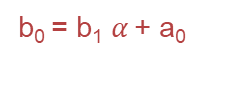 b₀ = b₁ α + a₀